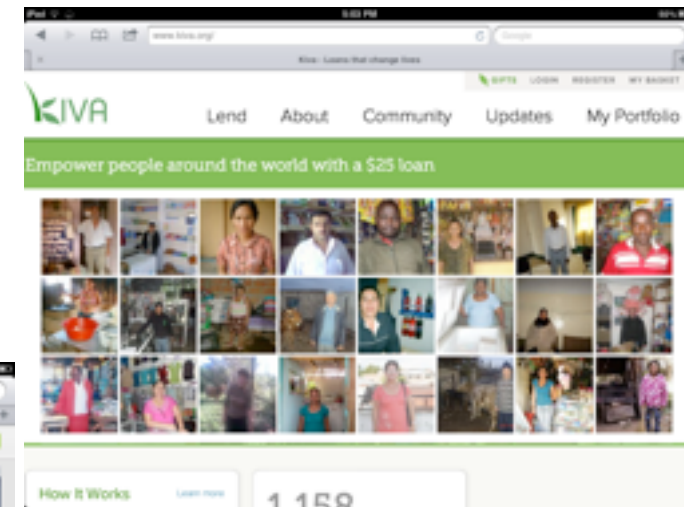 iPad
5:03 PM
www.kiva.org/
Google
Kiva - Loans that change lives
GIFTS LOGIN REGISTER MY BASKET
KIVA
Lend About Community Updates My Portfolio
Empower people around the world with a $25 loan
How It Works Learn more
1,158